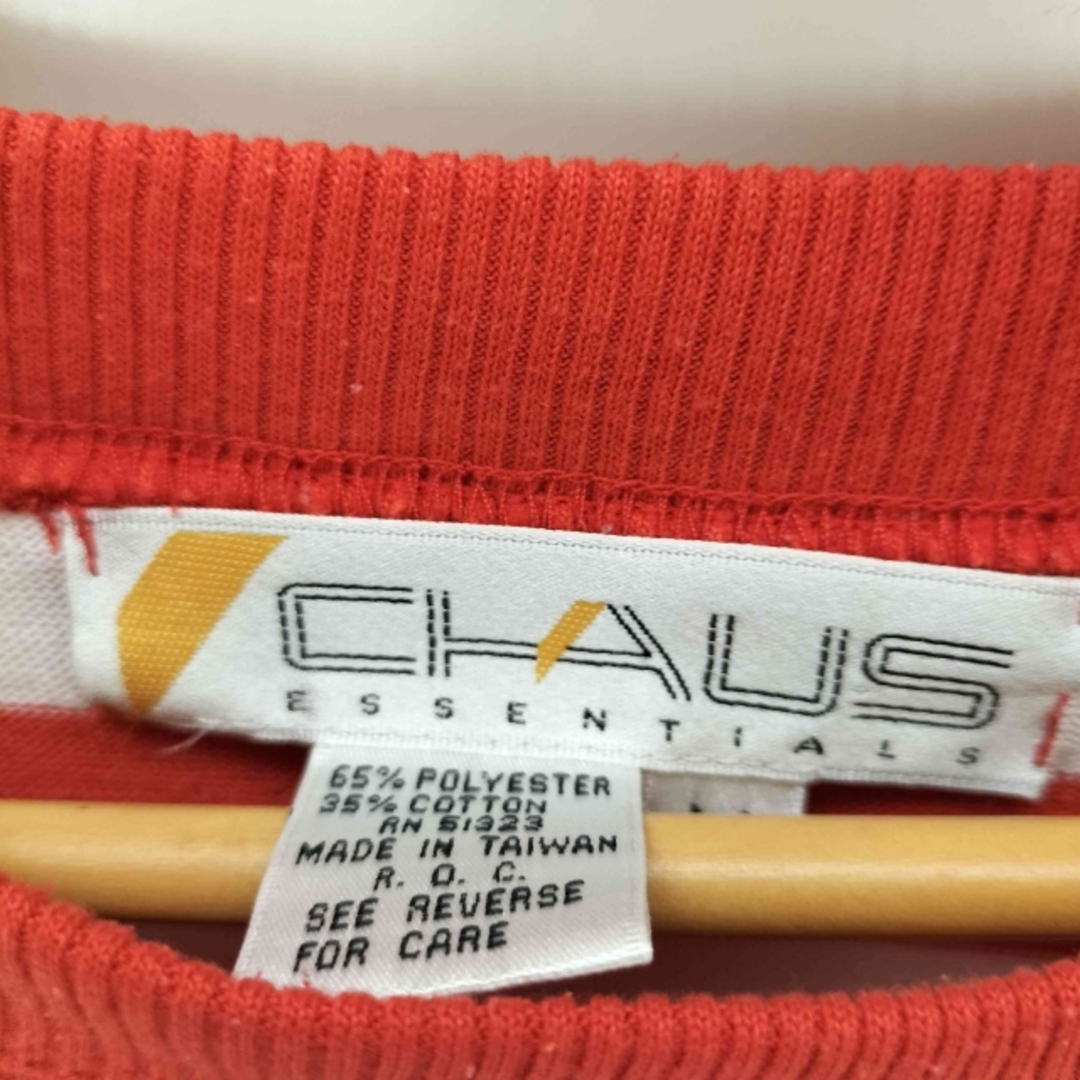 CHAUS
ESSENTIALS
65% POLYESTER
35% COTTON
RN 51323
MADE IN TAIWAN
R. O. C.
SEE REVERSE
FOR CARE